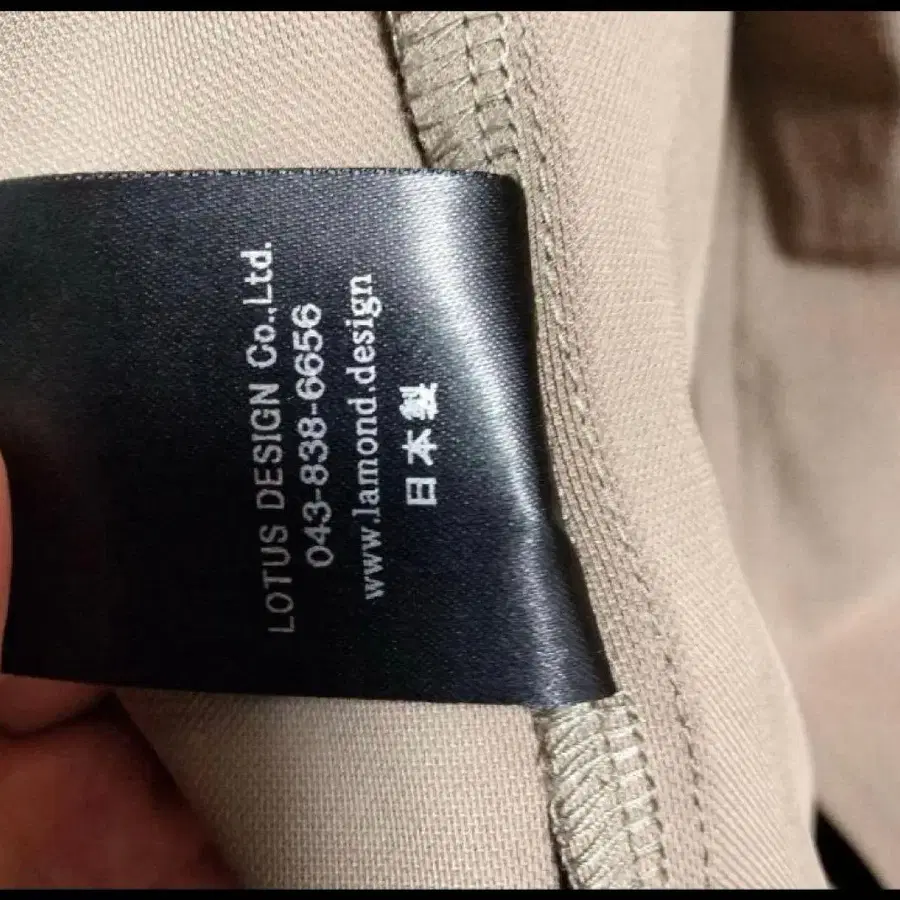 LOTUS DESIGN Co.,Ltd.
043-838-6656
www.lamond.design
日本製